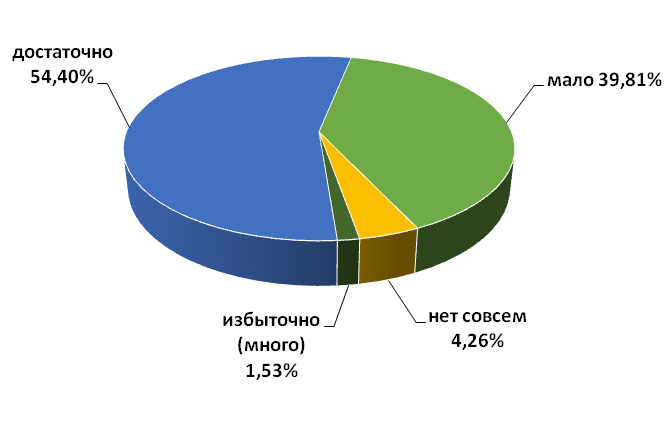 достаточно
54,40%
мало 39,81%
избыточно
(много)
1,53%
нет совсем
4,26%